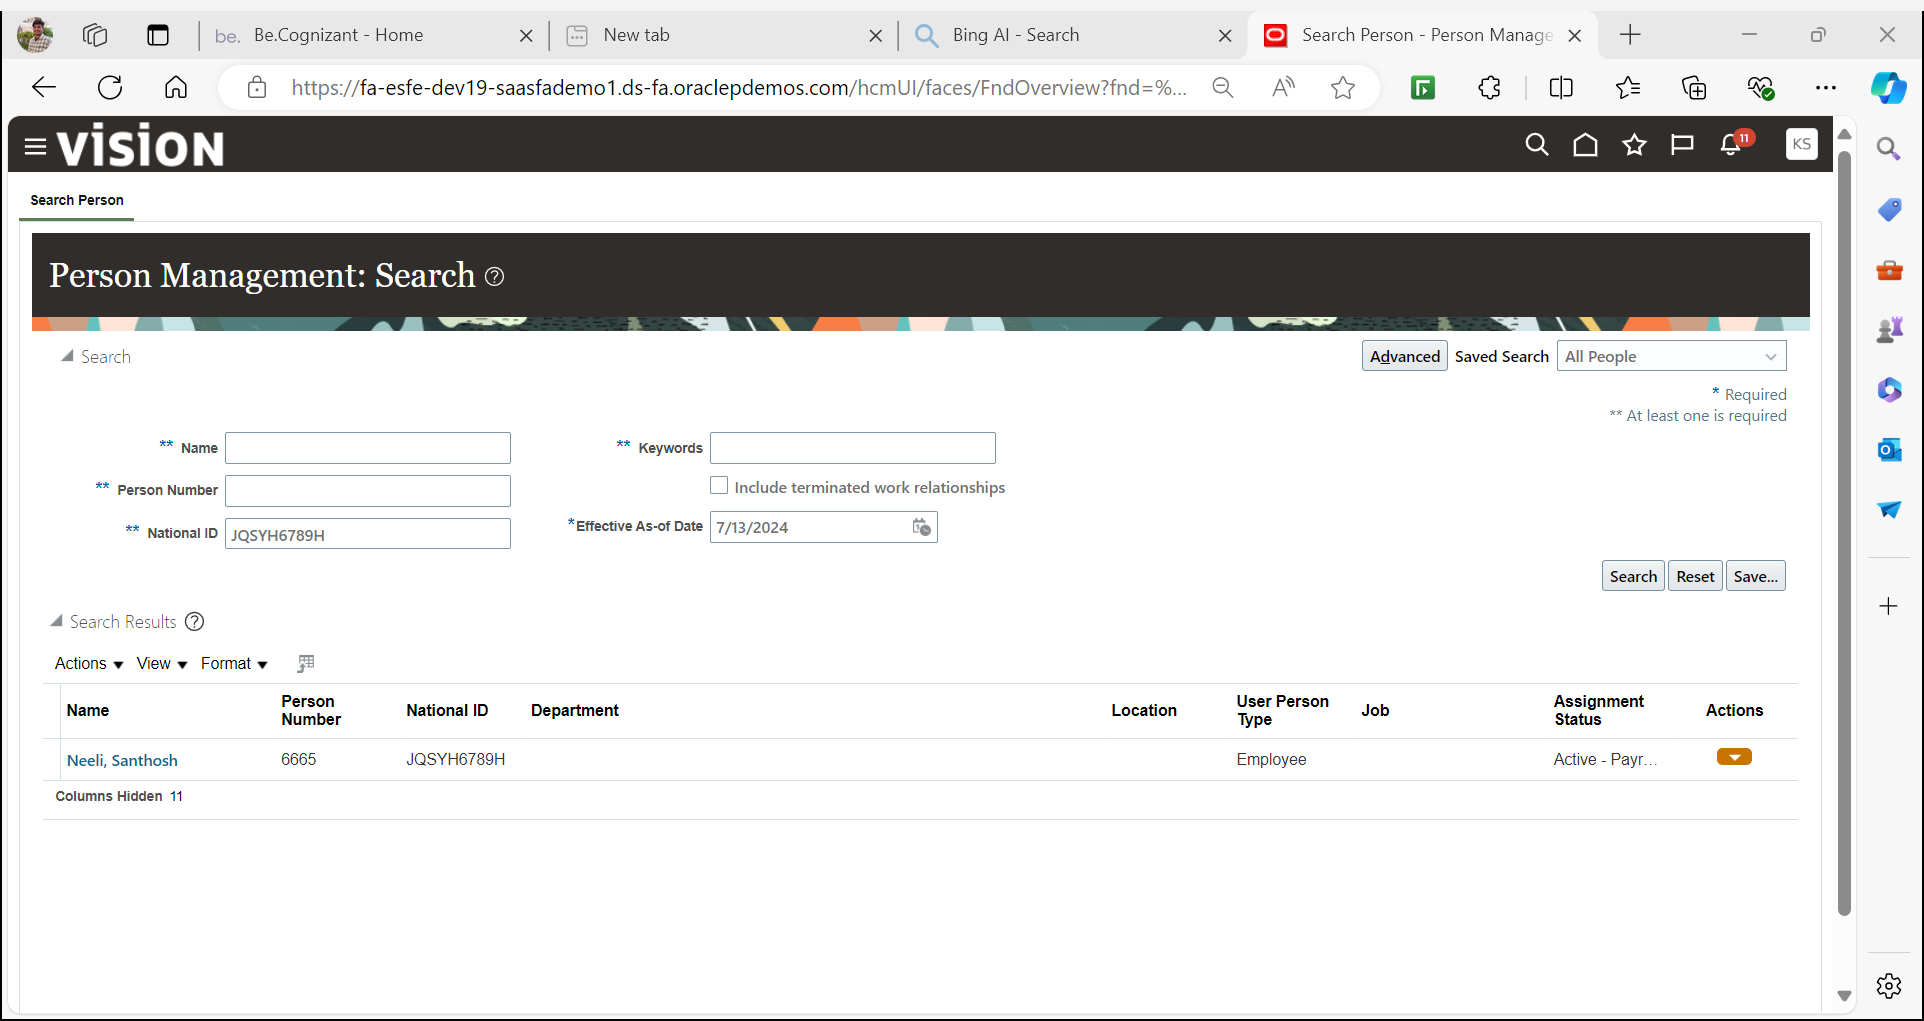 be. Be.Cognizant - Home
New tab
Bing AI - Search
Search Person - Person Manage
https://fa-esfe-dev19-saasfademo1.ds-fa.oraclepdemos.com/hcmUI/faces/FndOverview?fnd=%...
VISION
11
KS
Search Person
Person Management: Search
Search
Advanced Saved Search All People
* Required
** At least one is required
** Name
** Keywords
** Person Number
Include terminated work relationships
** National ID JQSYH6789H
*Effective As-of Date 7/13/2024
Search Reset Save...
Search Results
Actions View Format
Name Person Number National ID Department Location User Person Type Job Assignment Status Actions
Neeli, Santhosh 6665 JQSYH6789H Employee Active - Payr...
Columns Hidden 11